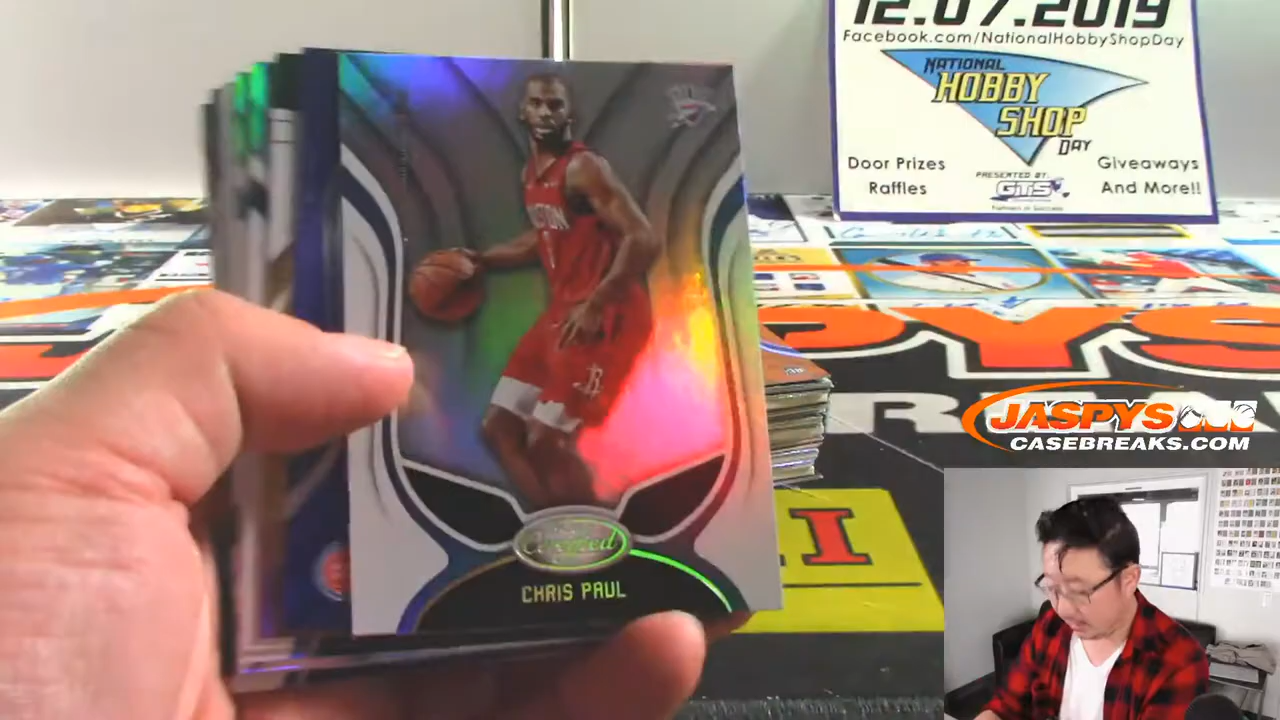 12.07.2019
Facebook.com/NationalHobbyShopDay
NATIONAL
HOBBY
SHOP
DAY
Door Prizes
Raffles
Giveaways
And More!!
PRESENTED BY:
GTS
JASPYS
CASEBREAKS.COM
Certified
CHRIS PAUL